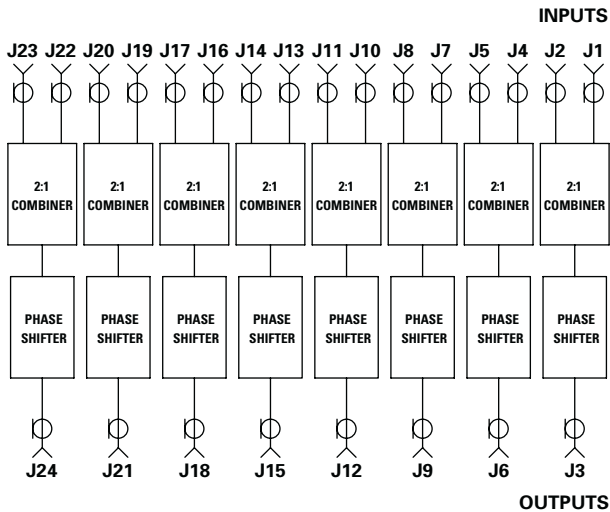 INPUTS
J23 J22 J20 J19 J17 J16 J14 J13 J11 J10 J8 J7 J5 J4 J2 J1
2:1 2:1 2:1 2:1 2:1 2:1 2:1 2:1
COMBINER COMBINER COMBINER COMBINER COMBINER COMBINER COMBINER COMBINER
PHASE PHASE PHASE PHASE PHASE PHASE PHASE PHASE
SHIFTER SHIFTER SHIFTER SHIFTER SHIFTER SHIFTER SHIFTER SHIFTER
J24 J21 J18 J15 J12 J9 J6 J3
OUTPUTS